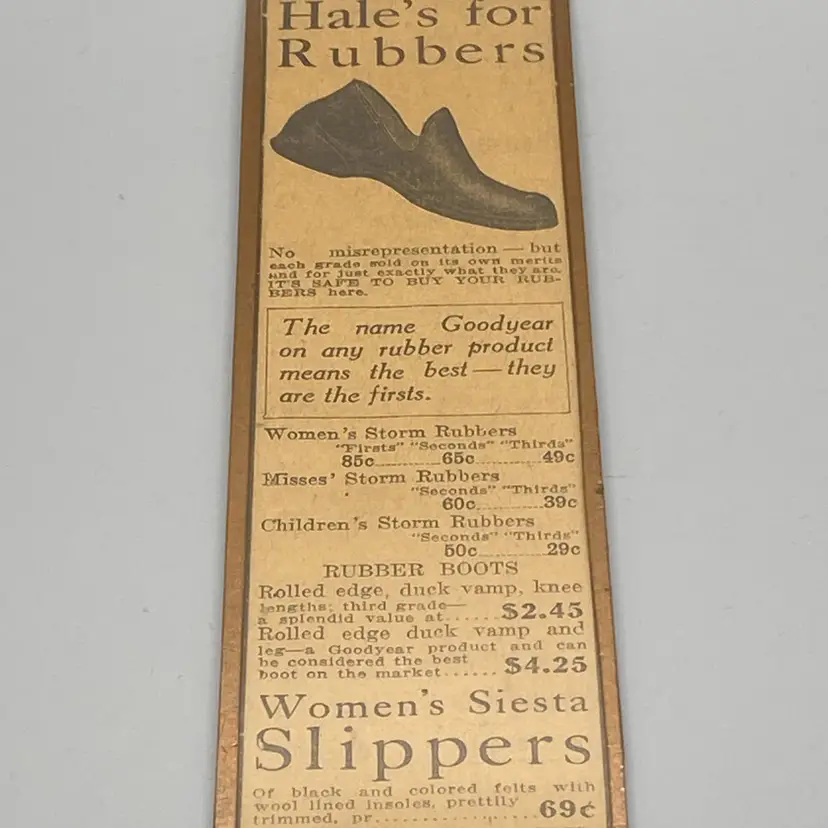 Hale's for
Rubbers
No misrepresentation — but
each grade sold on its own merits
and for just exactly what they are.
IT'S SAFE TO BUY YOUR RUB-
BERS here.
The name Goodyear
on any rubber product
means the best — they
are the firsts.
Women's Storm Rubbers
"Firsts" "Seconds" "Thirds"
85c............65c............49c
Misses' Storm Rubbers
"Seconds" "Thirds"
60c............39c
Children's Storm Rubbers
"Seconds" "Thirds"
50c............29c
RUBBER BOOTS
Rolled edge, duck vamp, knee
lengths; third grade—
a splendid value at...... $2.45
Rolled edge duck vamp and
leg—a Goodyear product and can
be considered the best
boot on the market...... $4.25
Women's Siesta
Slippers
Of black and colored felts with
wool lined insoles, prettily
trimmed, pr.................. 69¢